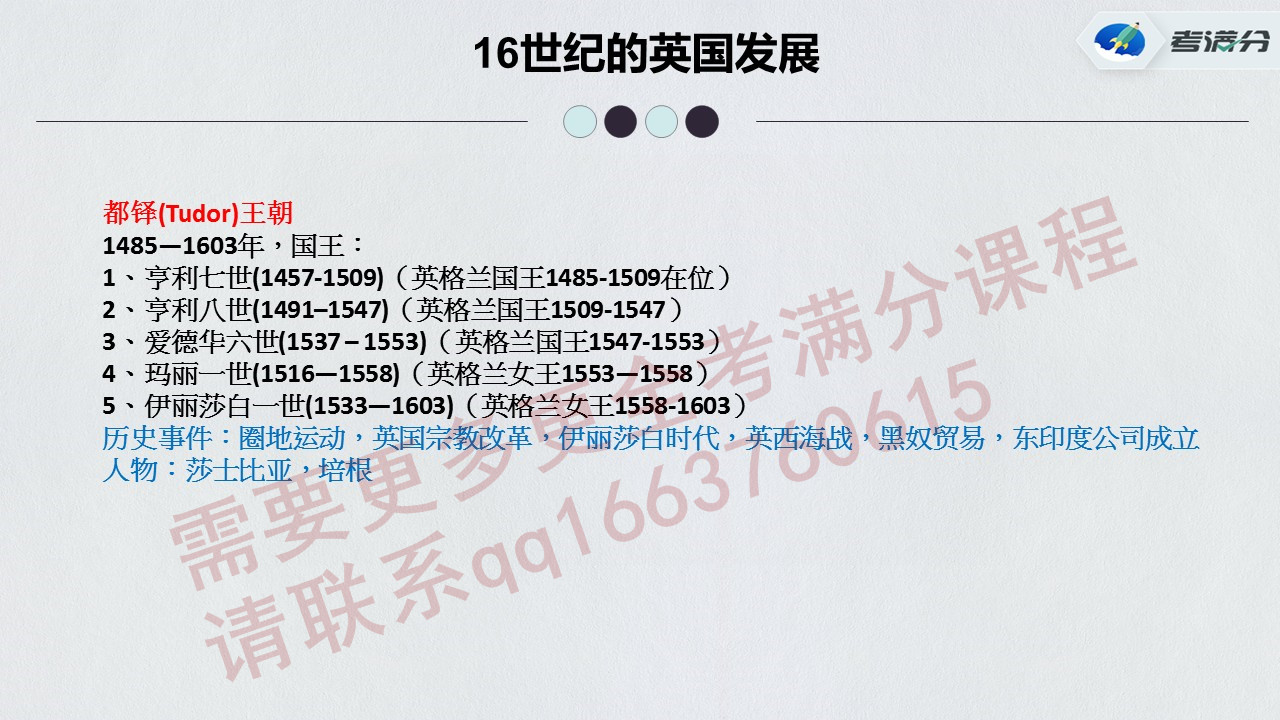 16世纪的英国发展
考满分
都铎(Tudor)王朝
1485—1603年，国王：
1、亨利七世(1457-1509)（英格兰国王1485-1509在位）
2、亨利八世(1491–1547)（英格兰国王1509-1547）
3、爱德华六世(1537 – 1553)（英格兰国王1547-1553）
4、玛丽一世(1516—1558)（英格兰女王1553—1558）
5、伊丽莎白一世(1533—1603)（英格兰女王1558-1603）
历史事件：圈地运动，英国宗教改革，伊丽莎白时代，英西海战，黑奴贸易，东印度公司成立
人物：莎士比亚，培根
需要更多更全考满分课程
请联系qq1663760615